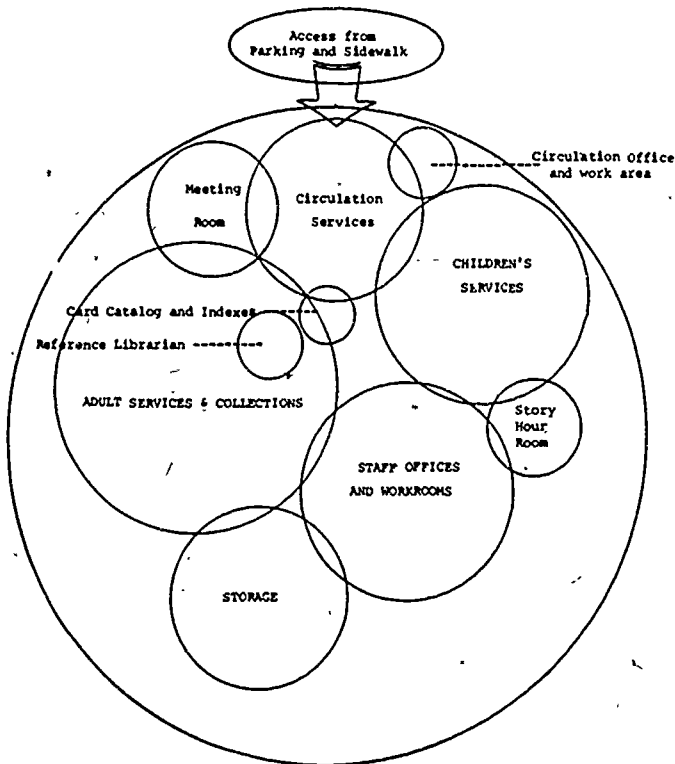 Access from
Parking and Sidewalk
Circulation Office
and work area
Meeting
Room
Circulation
Services
CHILDREN'S
SERVICES
Card Catalog and Indexes
Reference Librarian
ADULT SERVICES & COLLECTIONS
Story
Hour
Room
STAFF OFFICES
AND WORKROOMS
STORAGE